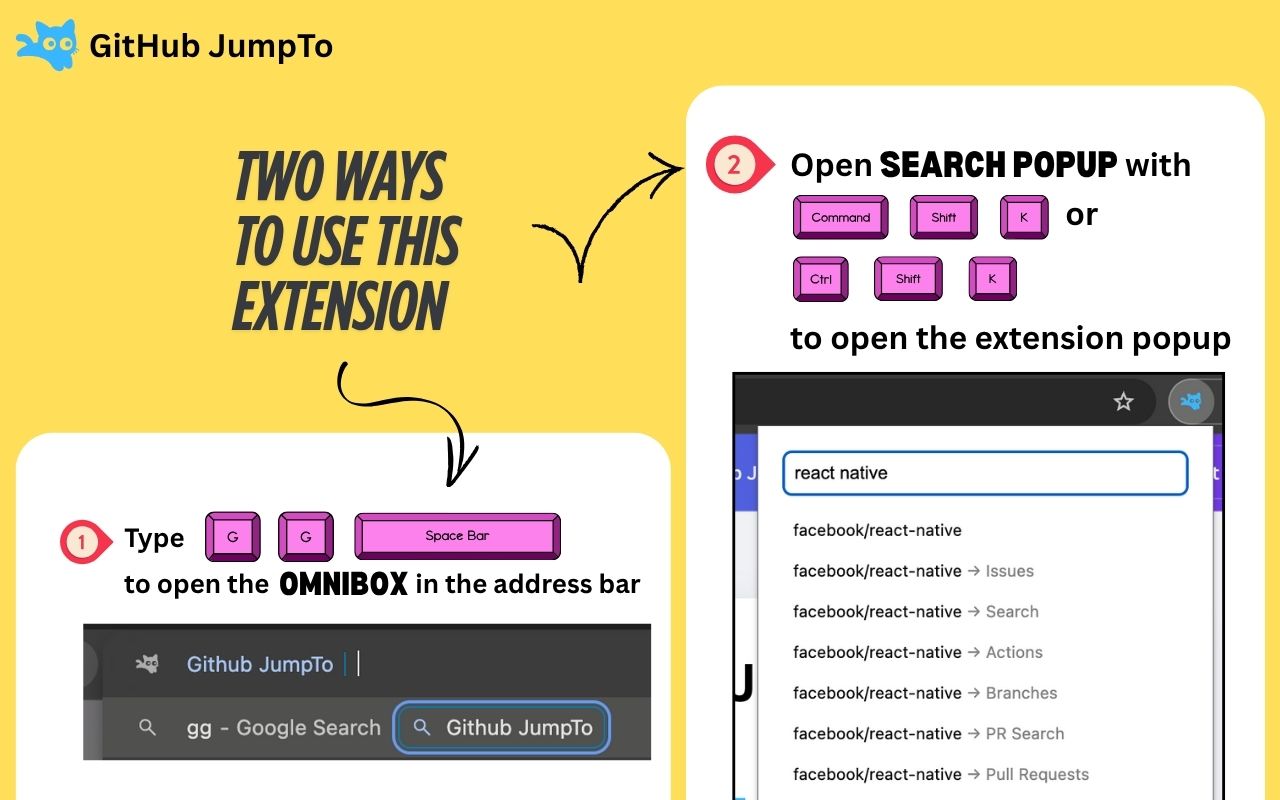 GitHub JumpTo
TWO WAYS
TO USE THIS
EXTENSION
1
Type G G Space Bar
to open the OMNIBOX in the address bar
Github JumpTo
gg - Google Search Github JumpTo
2
Open SEARCH POPUP with
Command Shift K or
Ctrl Shift K
to open the extension popup
react native
facebook/react-native
facebook/react-native → Issues
facebook/react-native → Search
facebook/react-native → Actions
facebook/react-native → Branches
facebook/react-native → PR Search
facebook/react-native → Pull Requests